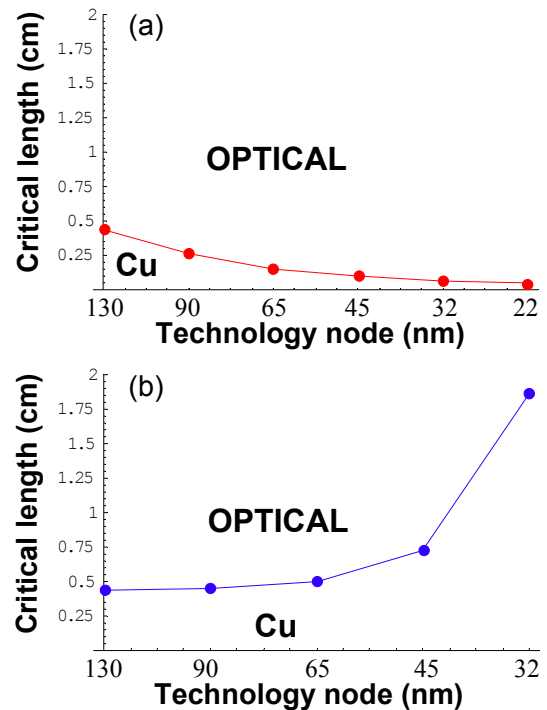 (a)
Critical length (cm)
2
1.75
1.5
1.25
1
0.75
0.5
0.25
OPTICAL
Cu
130 90 65 45 32 22
Technology node (nm)
(b)
Critical length (cm)
2
1.75
1.5
1.25
1
0.75
0.5
0.25
OPTICAL
Cu
130 90 65 45 32
Technology node (nm)